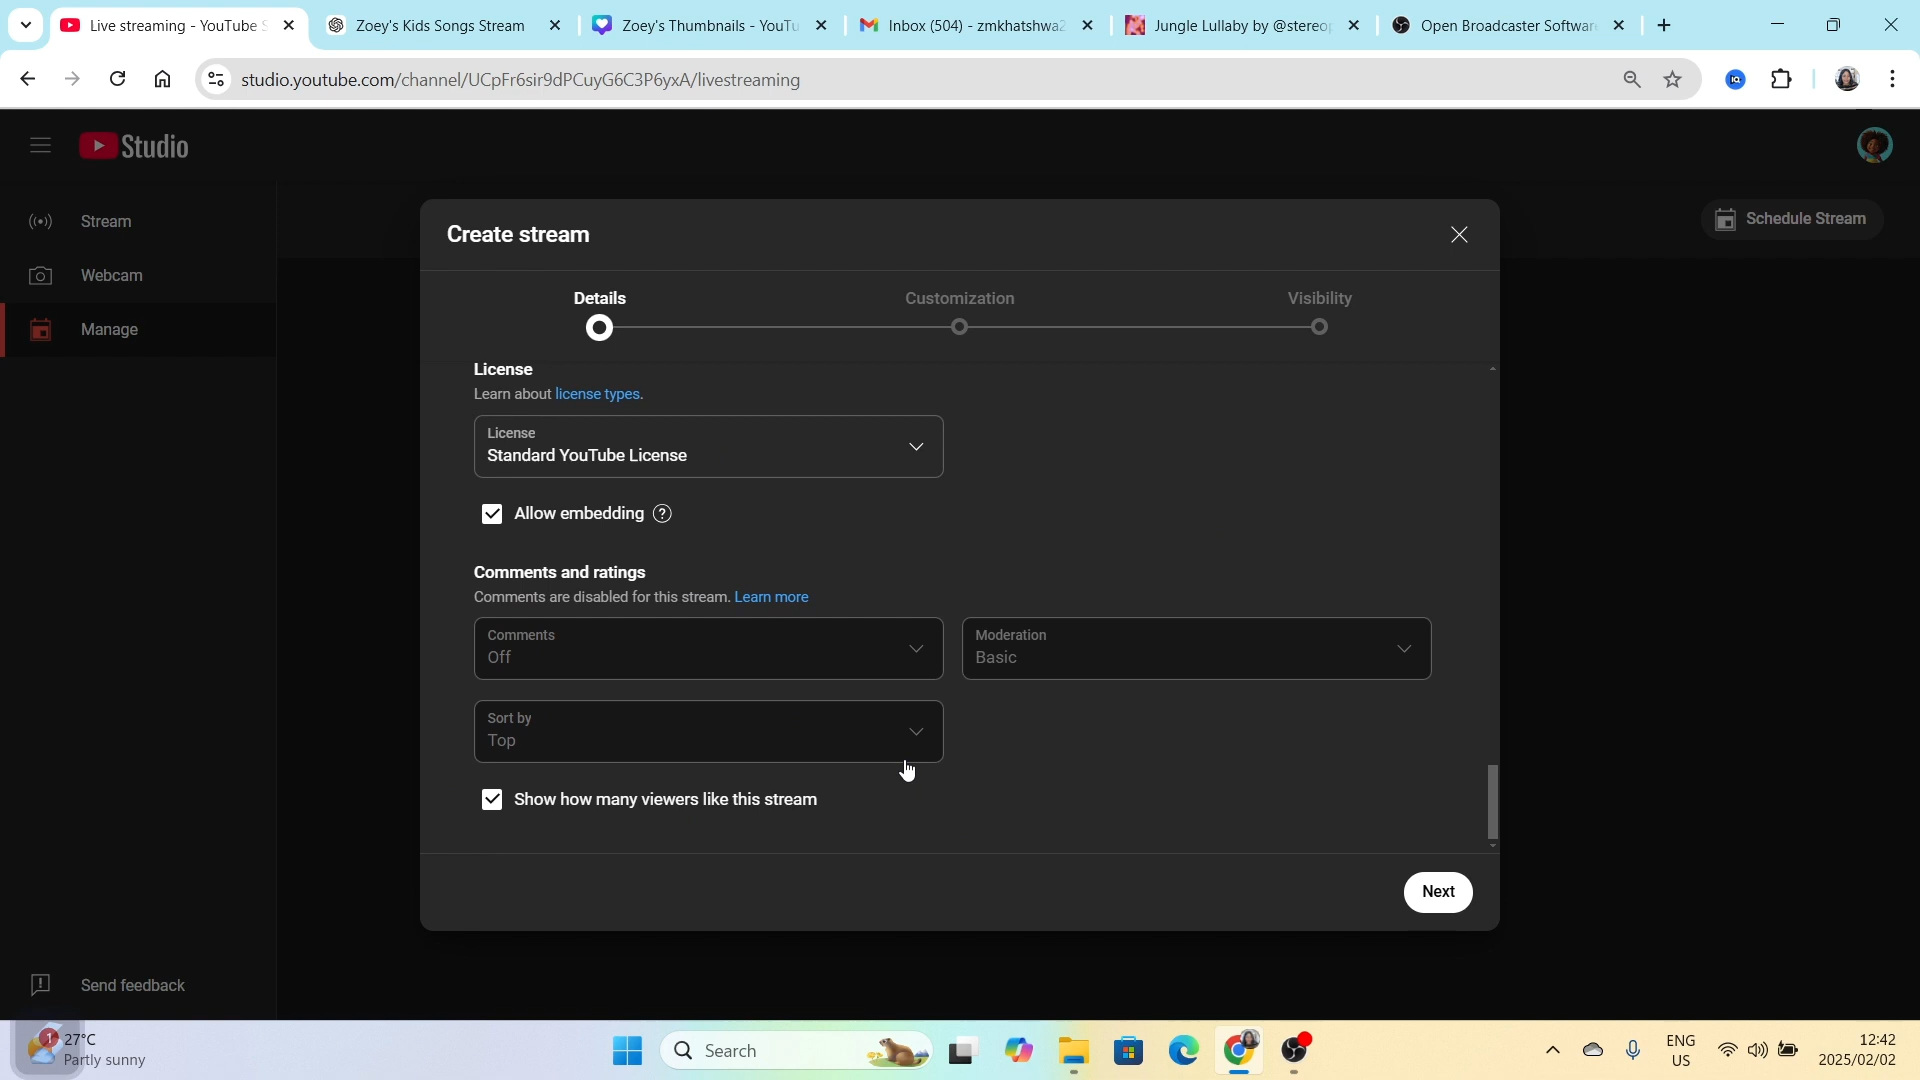 Live streaming - YouTube S
Zoey's Kids Songs Stream
Zoey's Thumbnails - YouTu
Inbox (504) - zmkhatshwa2
Jungle Lullaby by @stereop
Open Broadcaster Softwar
studio.youtube.com/channel/UCpFr6sir9dPCuyG6C3P6yxA/livestreaming
Studio
Stream
Schedule Stream
Webcam
Manage
Create stream
Details
Customization
Visibility
License
Learn about license types.
License
Standard YouTube License
Allow embedding
Comments and ratings
Comments are disabled for this stream. Learn more
Comments
Off
Moderation
Basic
Sort by
Top
Show how many viewers like this stream
Next
Send feedback
1
27°C
Partly sunny
Search
ENG
US
12:42
2025/02/02